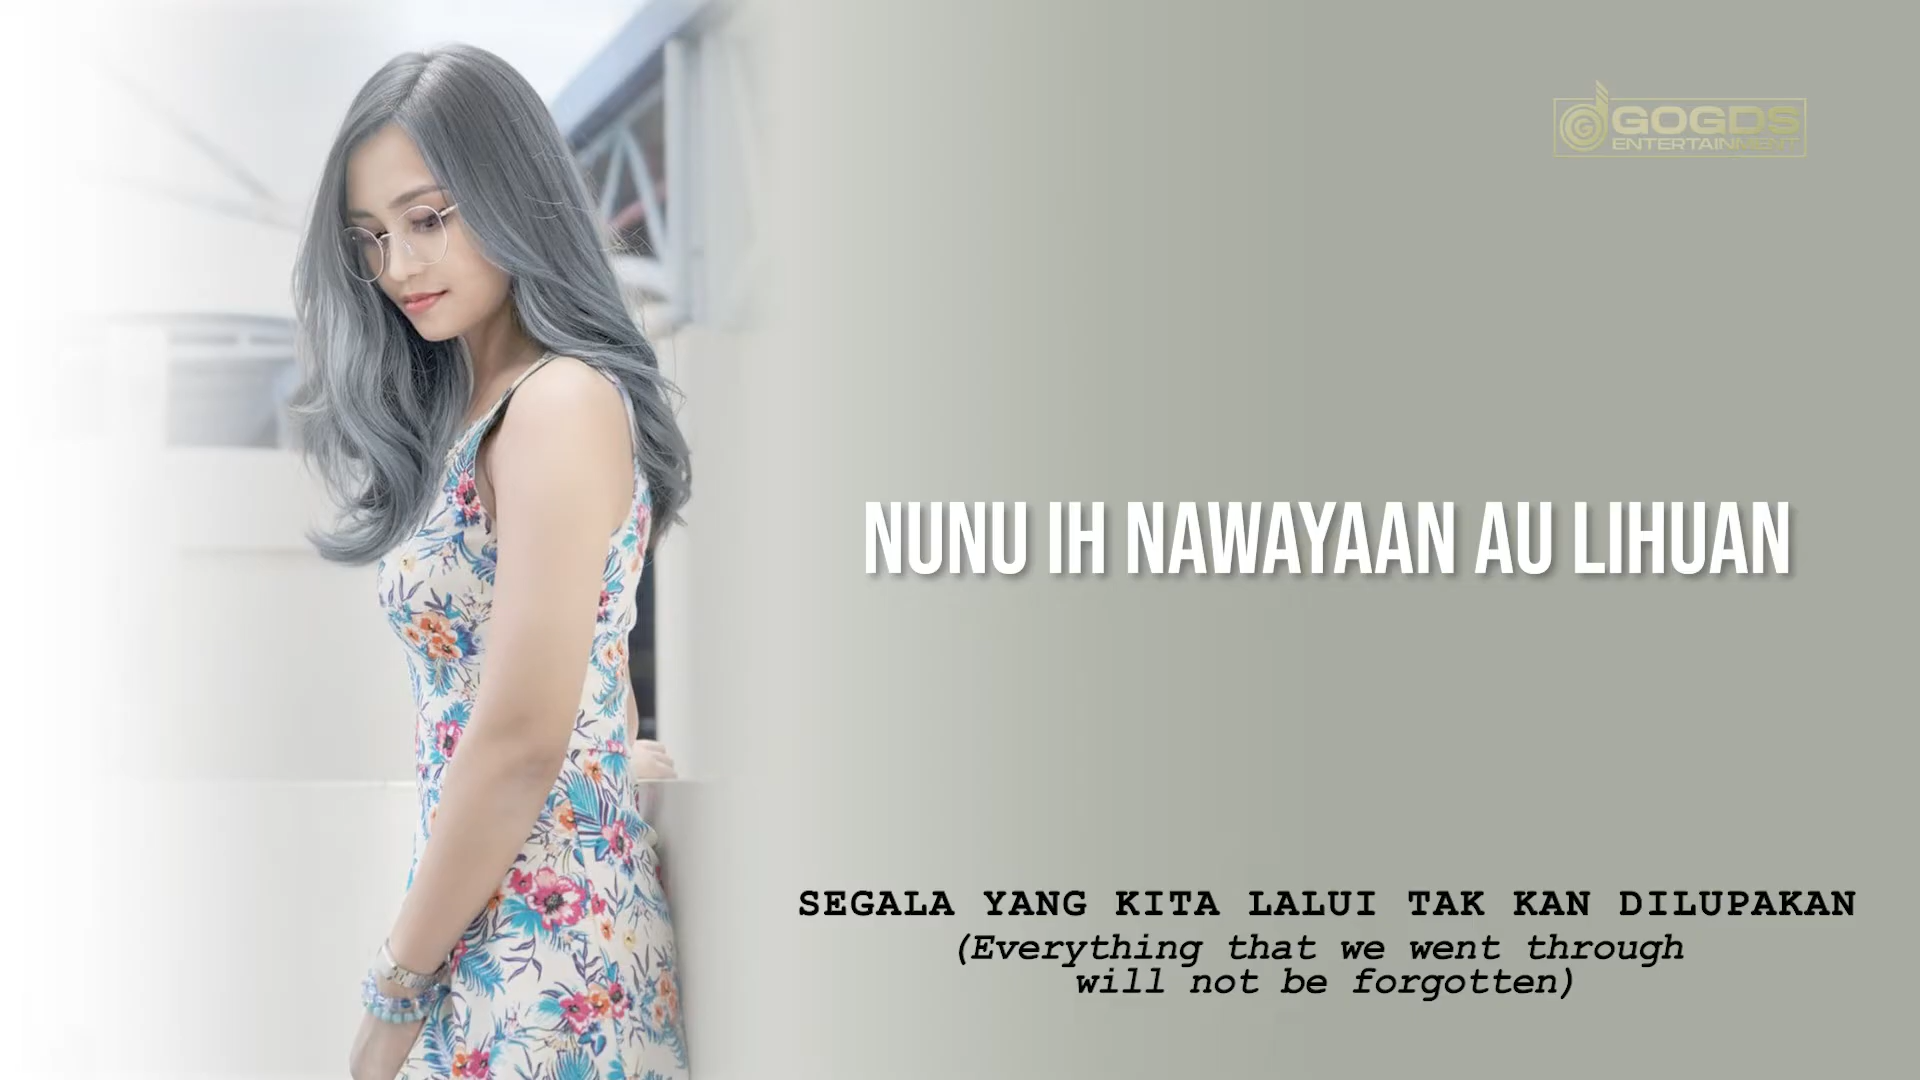 GOGDS
ENTERTAINMENT
NUNU IH NAWAYAAN AU LIHUAN
SEGALA YANG KITA LALUI TAK KAN DILUPAKAN
(Everything that we went through
will not be forgotten)